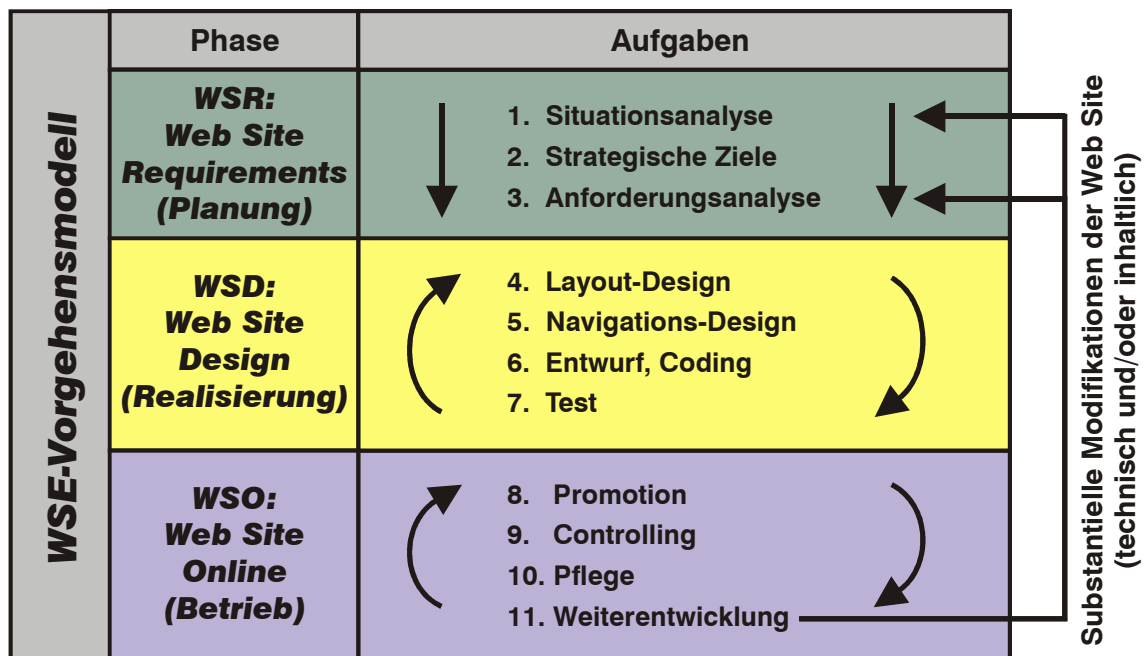 WSE-Vorgehensmodell
Phase
Aufgaben
WSR:
Web Site
Requirements
(Planung)
1. Situationsanalyse
2. Strategische Ziele
3. Anforderungsanalyse
WSD:
Web Site
Design
(Realisierung)
4. Layout-Design
5. Navigations-Design
6. Entwurf, Coding
7. Test
WSO:
Web Site
Online
(Betrieb)
8. Promotion
9. Controlling
10. Pflege
11. Weiterentwicklung
Substantielle Modifikationen der Web Site
(technisch und/oder inhaltlich)